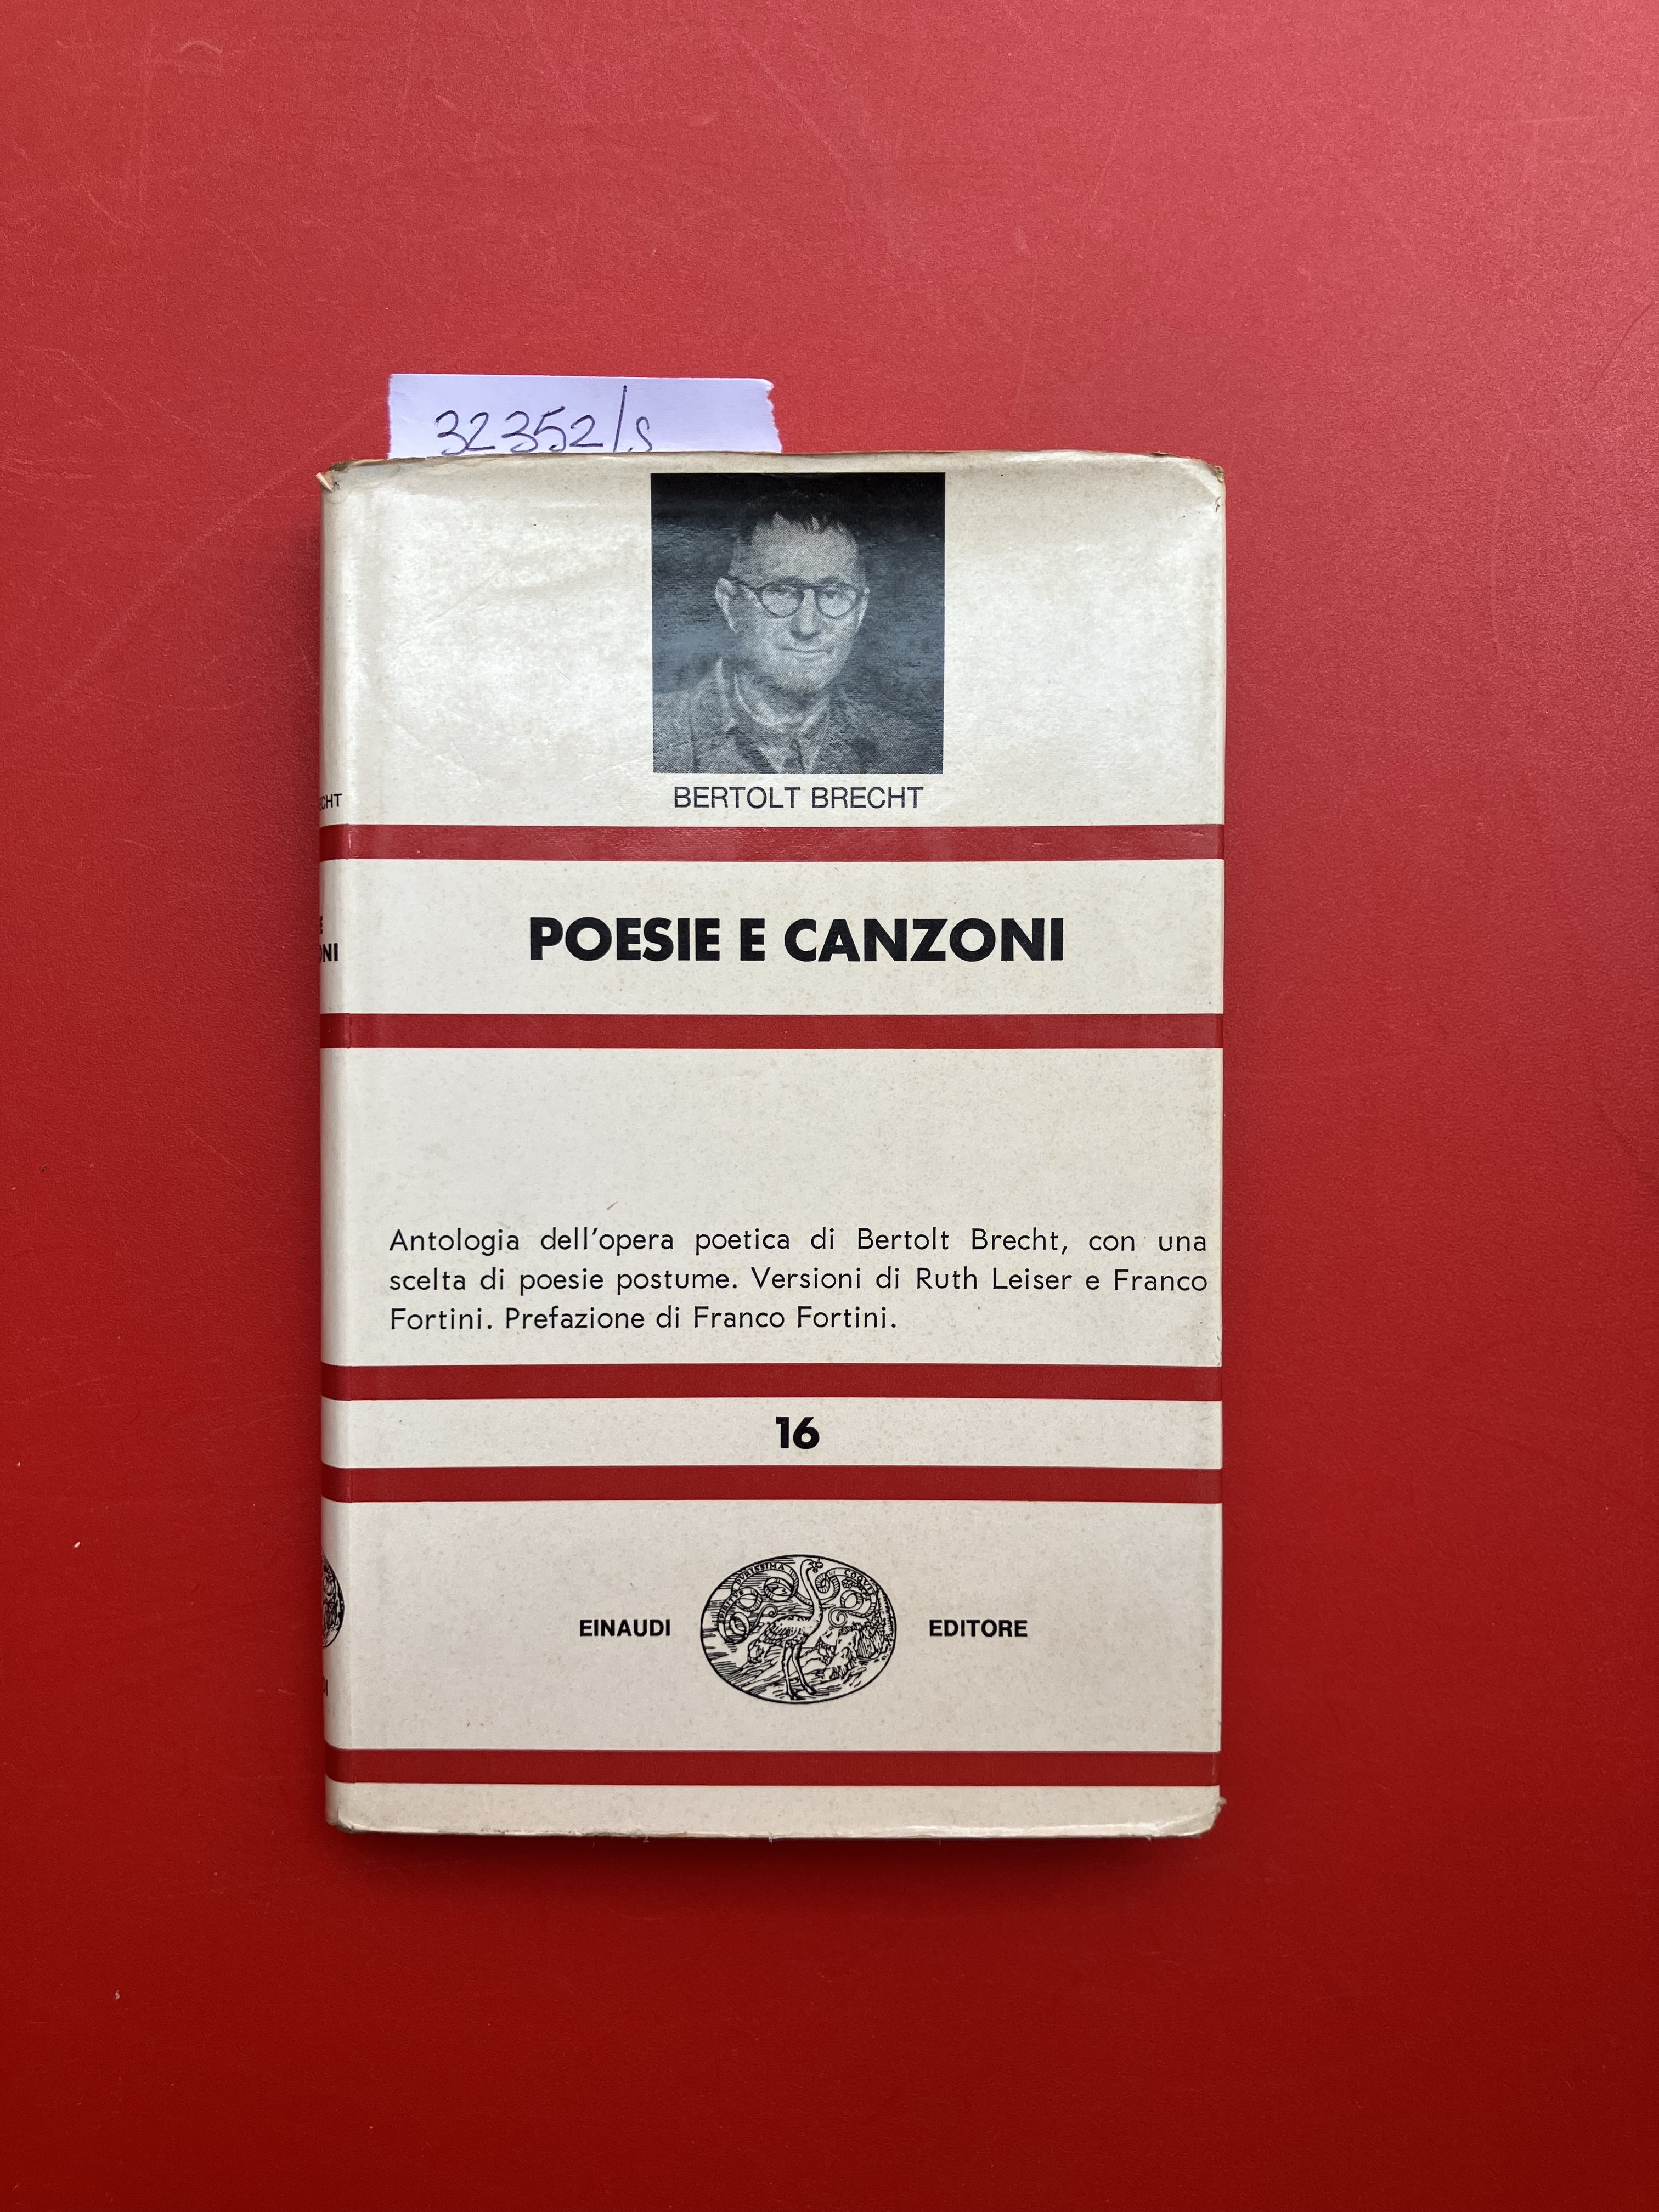 32352/s
BERTOLT BRECHT
POESIE E CANZONI
Antologia dell'opera poetica di Bertolt Brecht, con una
scelta di poesie postume. Versioni di Ruth Leiser e Franco
Fortini. Prefazione di Franco Fortini.
16
EINAUDI EDITORE